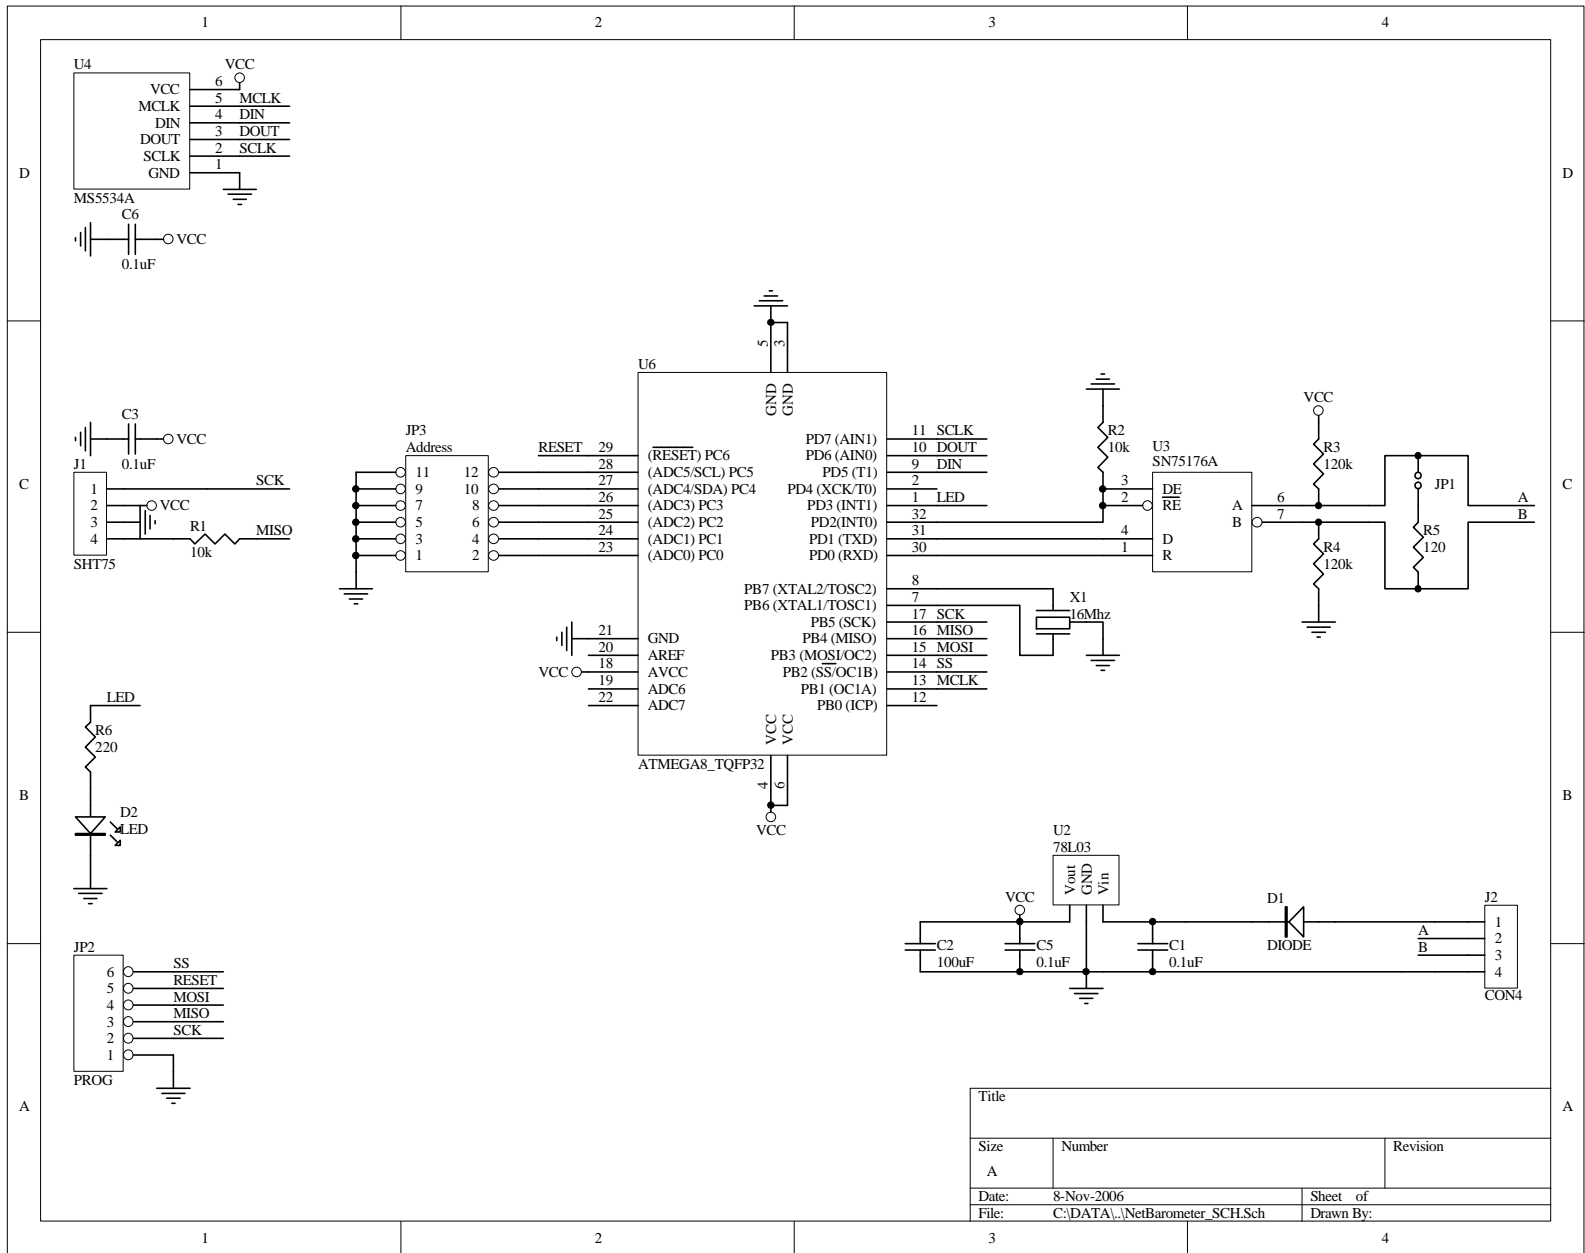 1 2 3 4
D
C
B
A
D
C
B
A
U4
VCC
VCC 6
MCLK 5 MCLK
DIN 4 DIN
DOUT 3 DOUT
SCLK 2 SCLK
GND 1
MS5534A
C6
VCC
0.1uF
C3
VCC
0.1uF
J1
1 SCK
2 VCC
3
4 R1 MISO
10k
SHT75
LED
R6
220
D2
LED
JP2
6 SS
5 RESET
4 MOSI
3 MISO
2 SCK
1
PROG
JP3
Address
11 12
9 10
7 8
5 6
3 4
1 2
U6
5 3
GND
GND
RESET 29 (RESET) PC6
28 (ADC5/SCL) PC5
27 (ADC4/SDA) PC4
26 (ADC3) PC3
25 (ADC2) PC2
24 (ADC1) PC1
23 (ADC0) PC0
21 GND
20 AREF
VCC 18 AVCC
19 ADC6
22 ADC7
PD7 (AIN1) 11 SCLK
PD6 (AIN0) 10 DOUT
PD5 (T1) 9 DIN
PD4 (XCK/T0) 2
PD3 (INT1) 1 LED
PD2(INT0) 32
PD1 (TXD) 31
PD0 (RXD) 30
PB7 (XTAL2/TOSC2) 8
PB6 (XTAL1/TOSC1) 7
PB5 (SCK) 17 SCK
PB4 (MISO) 16 MISO
PB3 (MOSI/OC2) 15 MOSI
PB2 (SS/OC1B) 14 SS
PB1 (OC1A) 13 MCLK
PB0 (ICP) 12
VCC
VCC
ATMEGA8_TQFP32
4 6
VCC
X1
16Mhz
R2
10k
U3
SN75176A
3 DE
2 RE
4 D
1 R
A 6
B 7
VCC
R3
120k
R4
120k
JP1
R5
120
A
B
U2
78L03
Vout
GND
Vin
VCC
C2
100uF
C5
0.1uF
C1
0.1uF
D1
DIODE
J2
1
A 2
B 3
4
CON4
Title
Size Number Revision
A
Date: 8-Nov-2006 Sheet of
File: C:\DATA\..\NetBarometer_SCH.Sch Drawn By:
1 2 3 4